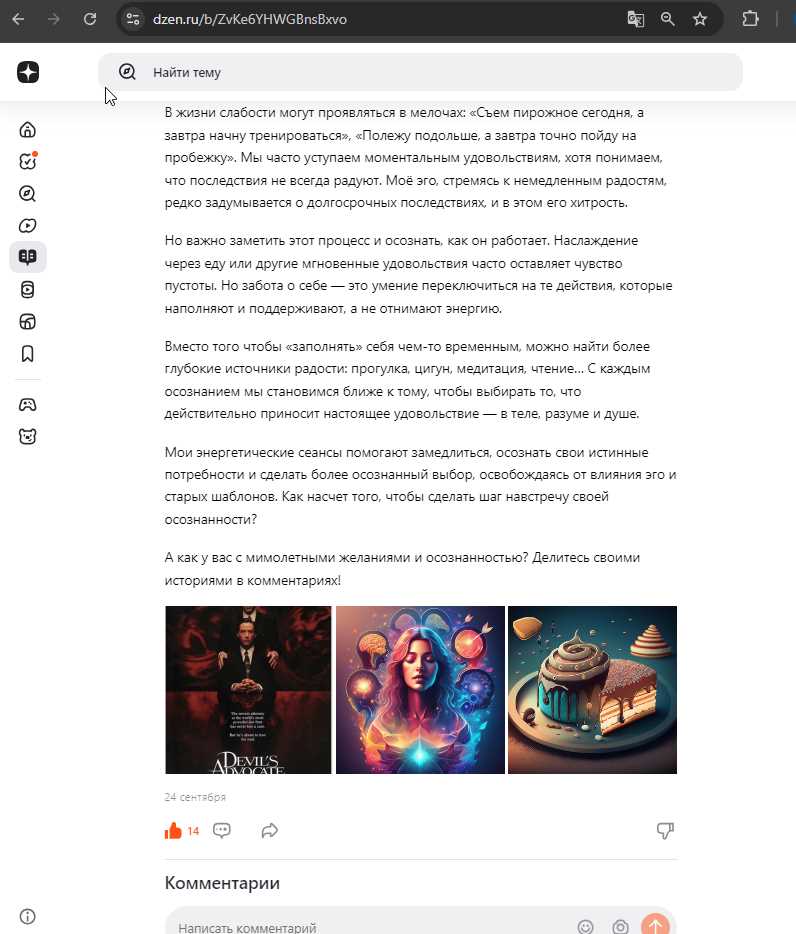 dzen.ru/b/ZvKe6YHWGBnsBxvo
Найти тему
В жизни слабости могут проявляться в мелочах: «Съем пирожное сегодня, а
завтра начну тренироваться», «Полежу подольше, а завтра точно пойду на
пробежку». Мы часто уступаем моментальным удовольствиям, хотя понимаем,
что последствия не всегда радуют. Моё эго, стремясь к немедленным радостям,
редко задумывается о долгосрочных последствиях, и в этом его хитрость.
Но важно заметить этот процесс и осознать, как он работает. Наслаждение
через еду или другие мгновенные удовольствия часто оставляет чувство
пустоты. Но забота о себе — это умение переключиться на те действия, которые
наполняют и поддерживают, а не отнимают энергию.
Вместо того чтобы «заполнять» себя чем-то временным, можно найти более
глубокие источники радости: прогулка, цигун, медитация, чтение... С каждым
осознанием мы становимся ближе к тому, чтобы выбирать то, что
действительно приносит настоящее удовольствие — в теле, разуме и душе.
Мои энергетические сеансы помогают замедлиться, осознать свои истинные
потребности и сделать более осознанный выбор, освобождаясь от влияния эго и
старых шаблонов. Как насчет того, чтобы сделать шаг навстречу своей
осознанности?
А как у вас с мимолетными желаниями и осознанностью? Делитесь своими
историями в комментариях!
DEVIL'S
ADVOCATE
24 сентября
14
Комментарии
Написать комментарий